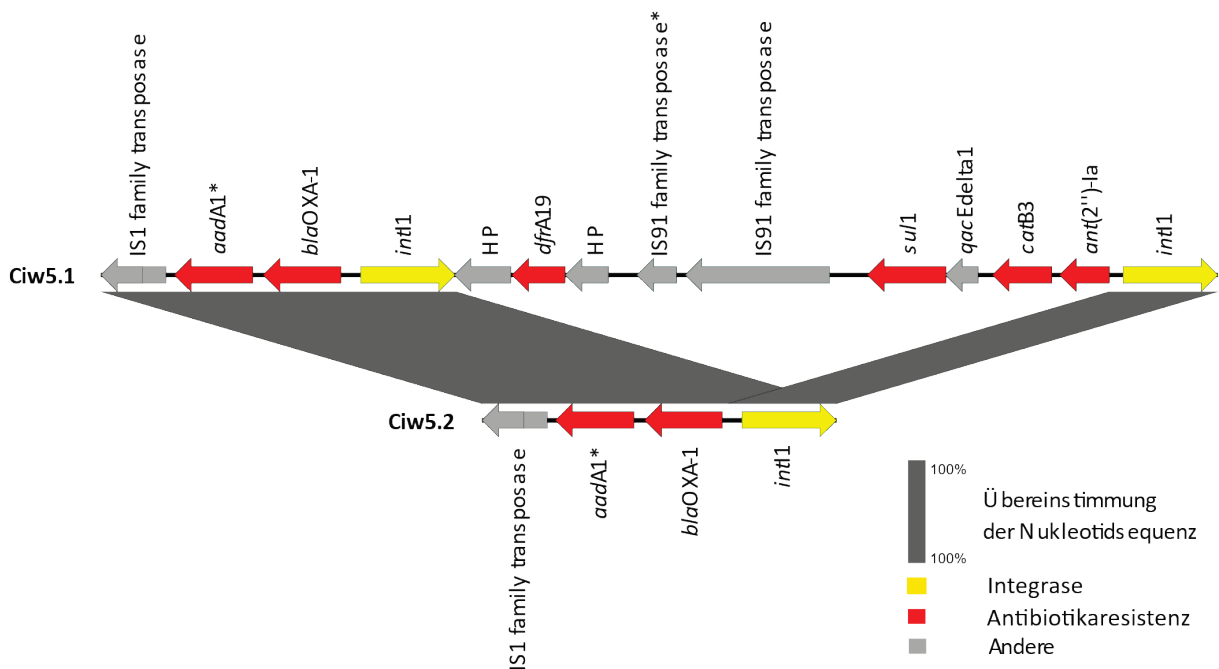 IS1 family transposase
aadA1*
blaOXA-1
intI1
HP
dfrA19
HP
IS91 family transposase*
IS91 family transposase
sul1
qacEdelta1
catB3
ant(2'')-Ia
intI1
Ciw5.1
Ciw5.2
IS1 family transposase
aadA1*
blaOXA-1
intI1
100%
Übereinstimmung
der Nukleotidsequenz
100%
Integrase
Antibiotikaresistenz
Andere